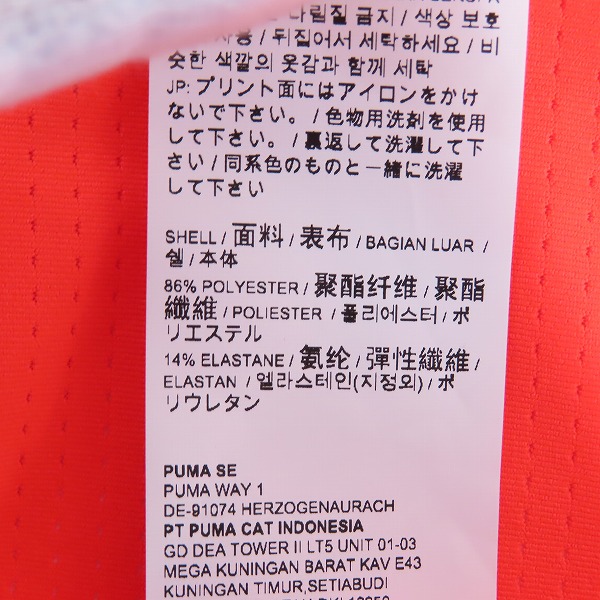 다림질 금지 / 색상 보호
사용 / 뒤집어서 세탁하세요 / 비
슷한 색깔의 옷감과 함께 세탁
JP: プリント面にはアイロンをかけ
ないで下さい。 / 色物用洗剤を使用
して下さい。 / 裏返して洗濯して下
さい / 同系色のものと一緒に洗濯
して下さい
SHELL / 面料 / 表布 / BAGIAN LUAR /
쉘 / 本体
86% POLYESTER / 聚酯纤维 / 聚酯
纖維 / POLIESTER / 폴리에스터 / ポ
リエステル
14% ELASTANE / 氨纶 / 彈性纖維 /
ELASTAN / 엘라스테인(지정외) / ポ
リウレタン
PUMA SE
PUMA WAY 1
DE-91074 HERZOGENAURACH
PT PUMA CAT INDONESIA
GD DEA TOWER II LT5 UNIT 01-03
MEGA KUNINGAN BARAT KAV E43
KUNINGAN TIMUR,SETIABUDI